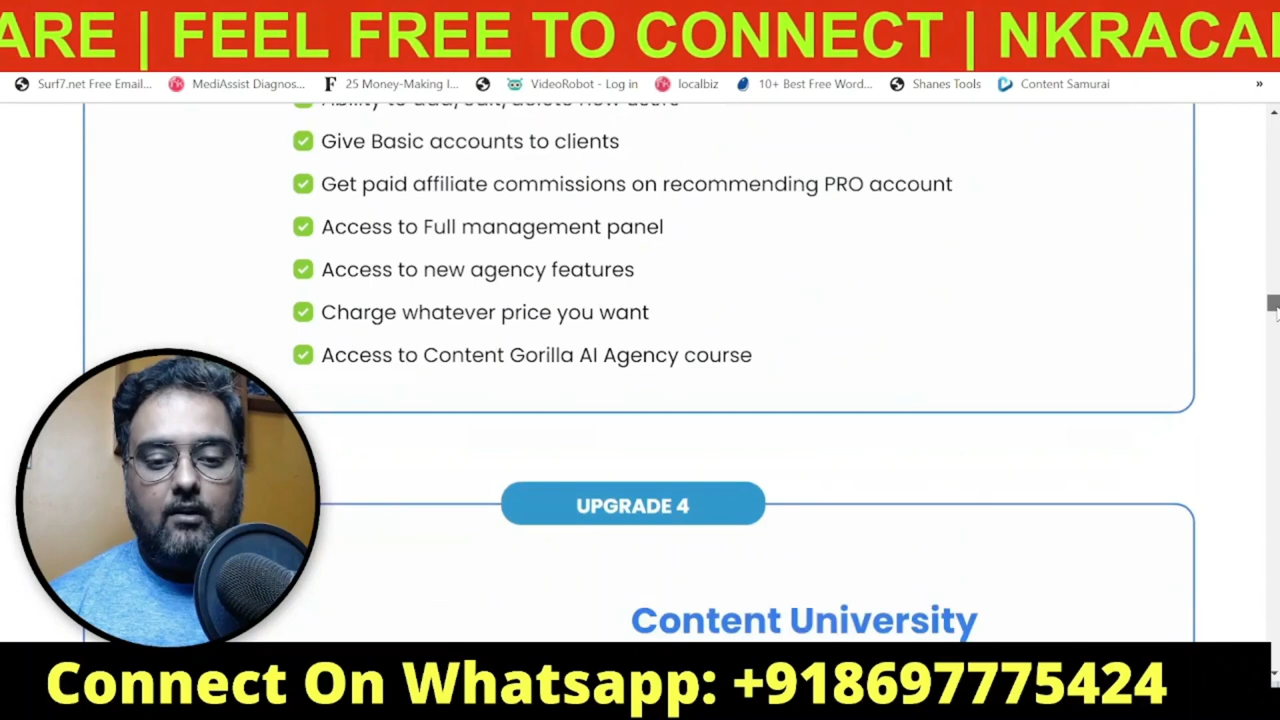 ARE | FEEL FREE TO CONNECT | NKRACA
Surf7.net Free Email... MediAssist Diagnos... 25 Money-Making I... VideoRobot - Log in localbiz 10+ Best Free Word... Shanes Tools Content Samurai »
Give Basic accounts to clients
Get paid affiliate commissions on recommending PRO account
Access to Full management panel
Access to new agency features
Charge whatever price you want
Access to Content Gorilla AI Agency course
UPGRADE 4
Content University
Connect On Whatsapp: +918697775424